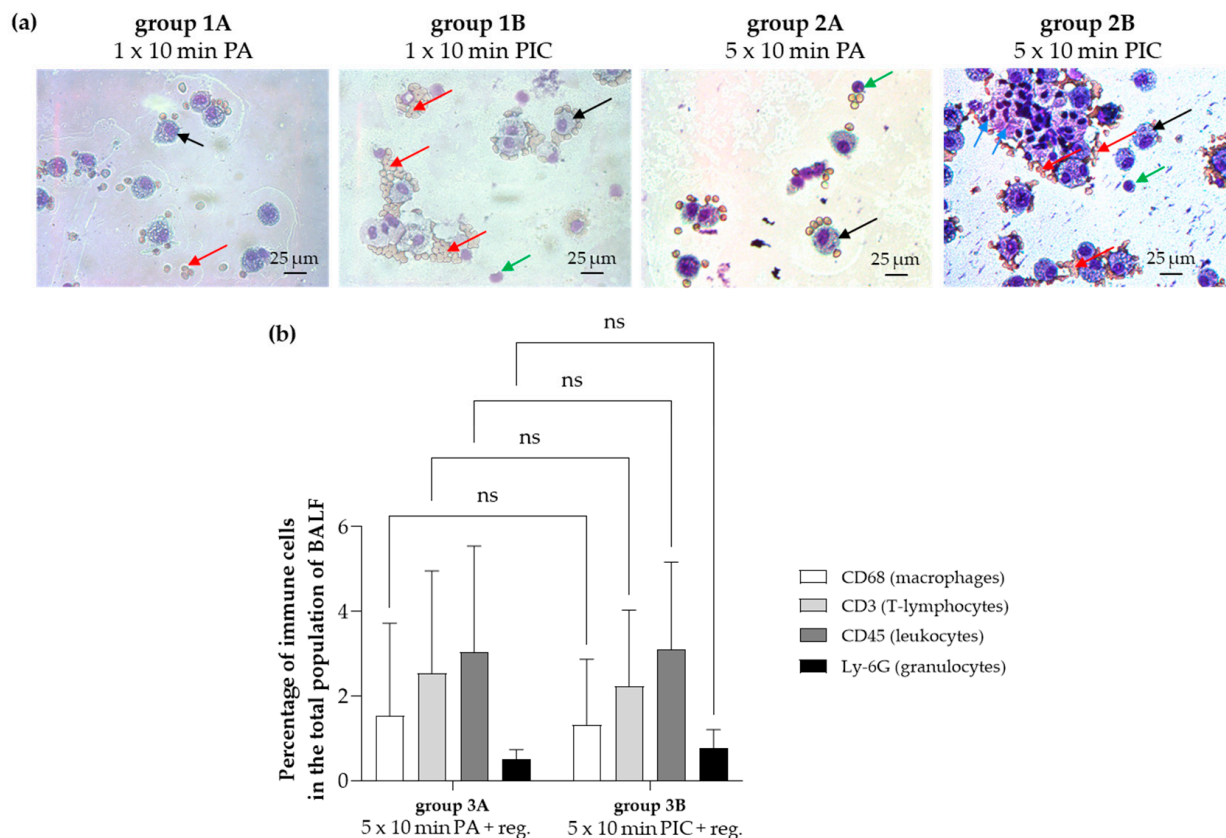 (a)
group 1A
1 x 10 min PA
group 1B
1 x 10 min PIC
group 2A
5 x 10 min PA
group 2B
5 x 10 min PIC
25 µm
25 µm
25 µm
25 µm
(b)
ns
ns
ns
ns
Percentage of immune cells
in the total population of BALF
6
4
2
0
group 3A
5 x 10 min PA + reg.
group 3B
5 x 10 min PIC + reg.
CD68 (macrophages)
CD3 (T-lymphocytes)
CD45 (leukocytes)
Ly-6G (granulocytes)